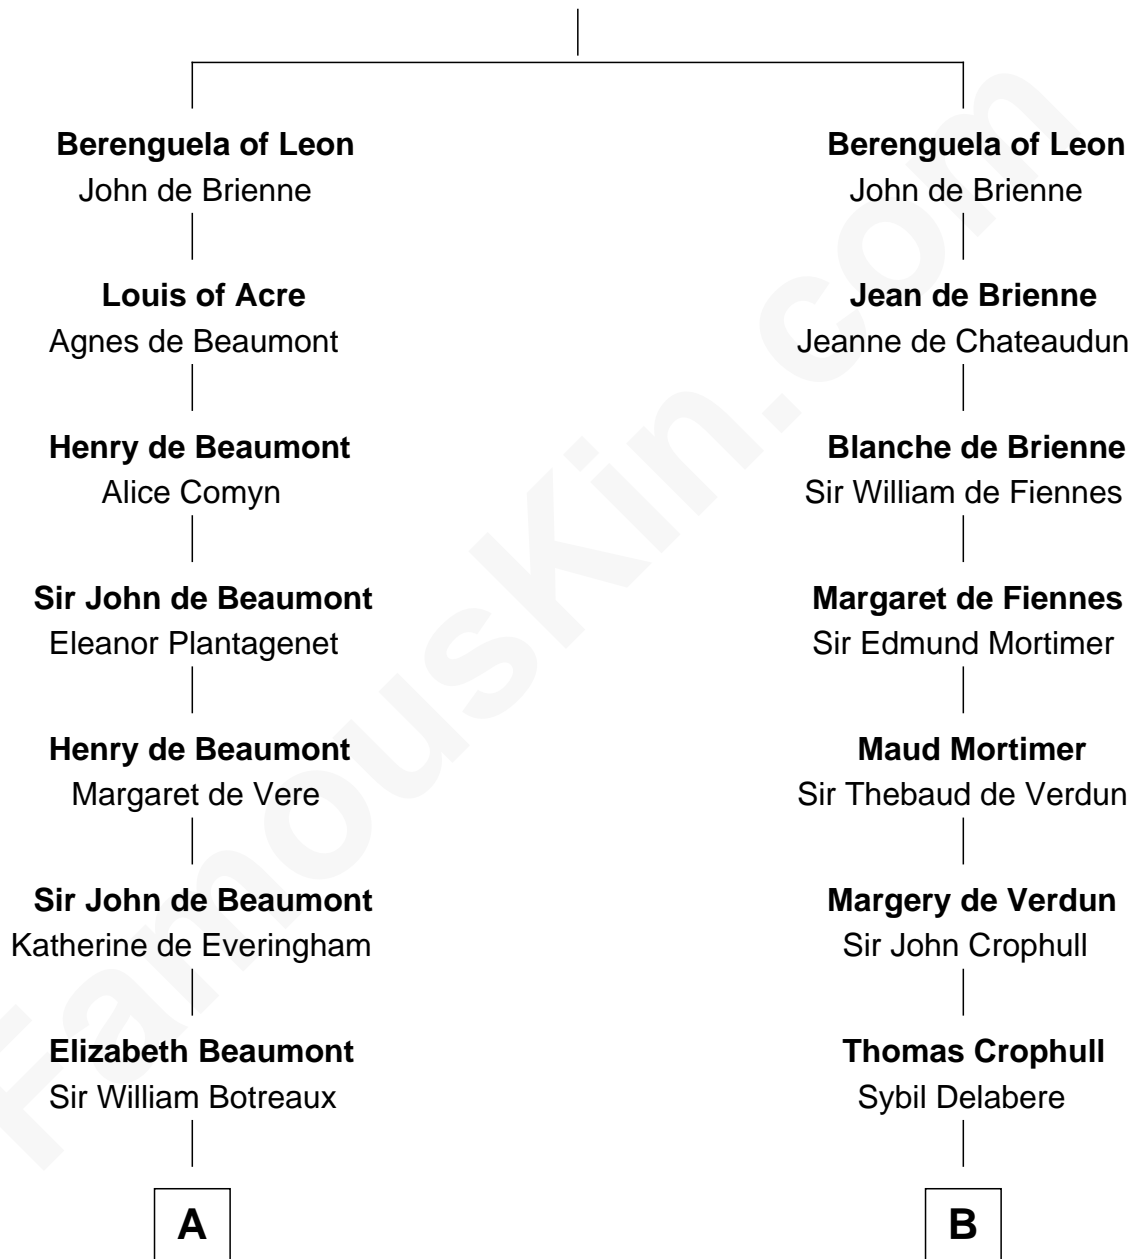 Berenguela of Leon
John de Brienne
Louis of Acre
Agnes de Beaumont
Henry de Beaumont
Alice Comyn
Sir John de Beaumont
Eleanor Plantagenet
Henry de Beaumont
Margaret de Vere
Sir John de Beaumont
Katherine de Everingham
Elizabeth Beaumont
Sir William Botreaux
A
Berenguela of Leon
John de Brienne
Jean de Brienne
Jeanne de Chateaudun
Blanche de Brienne
Sir William de Fiennes
Margaret de Fiennes
Sir Edmund Mortimer
Maud Mortimer
Sir Thebaud de Verdun
Margery de Verdun
Sir John Crophull
Thomas Crophull
Sybil Delabere
B
FamousKin.com